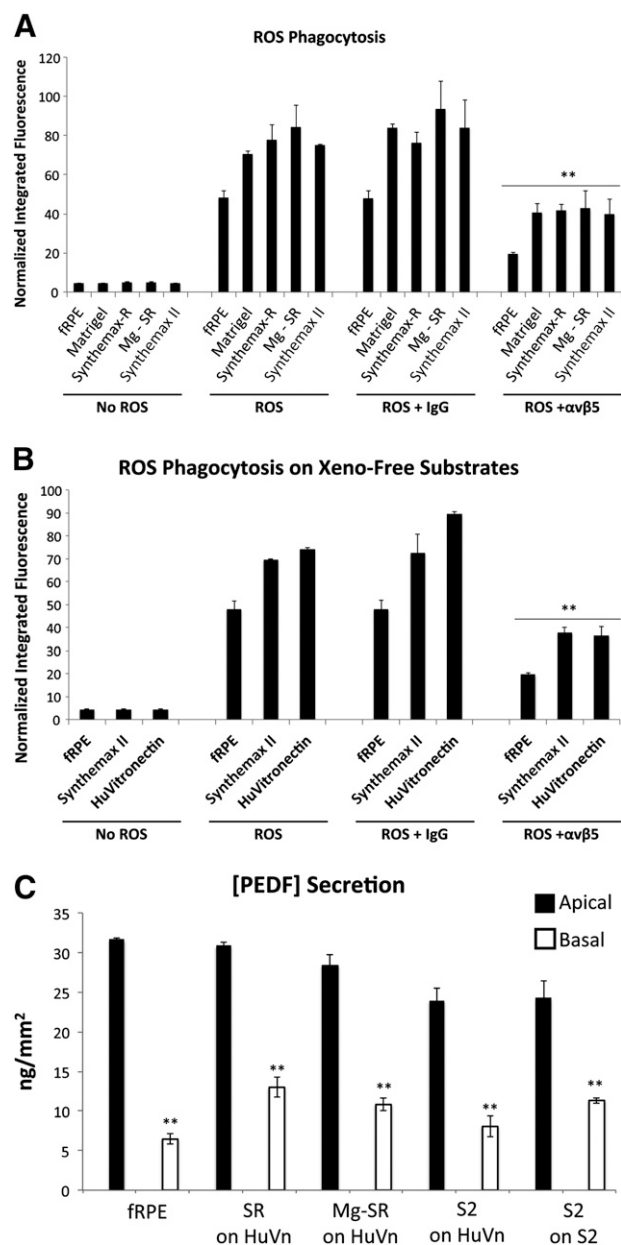 A
ROS Phagocytosis
Normalized Integrated Fluorescence
120
100
80
60
40
20
0
**
fRPE
Matrigel
Synthemax-R
Mg - SR
Synthemax II
fRPE
Matrigel
Synthemax-R
Mg - SR
Synthemax II
fRPE
Matrigel
Synthemax-R
Mg - SR
Synthemax II
fRPE
Matrigel
Synthemax-R
Mg - SR
Synthemax II
No ROS
ROS
ROS + IgG
ROS +αvβ5
B
ROS Phagocytosis on Xeno-Free Substrates
Normalized Integrated Fluorescence
100
90
80
70
60
50
40
30
20
10
0
**
fRPE
Synthemax II
HuVitronectin
fRPE
Synthemax II
HuVitronectin
fRPE
Synthemax II
HuVitronectin
fRPE
Synthemax II
HuVitronectin
No ROS
ROS
ROS + IgG
ROS +αvβ5
C
[PEDF] Secretion
Apical
Basal
ng/mm²
35
30
25
20
15
10
5
0
**
**
**
**
**
fRPE
SR
on HuVn
Mg-SR
on HuVn
S2
on HuVn
S2
on S2